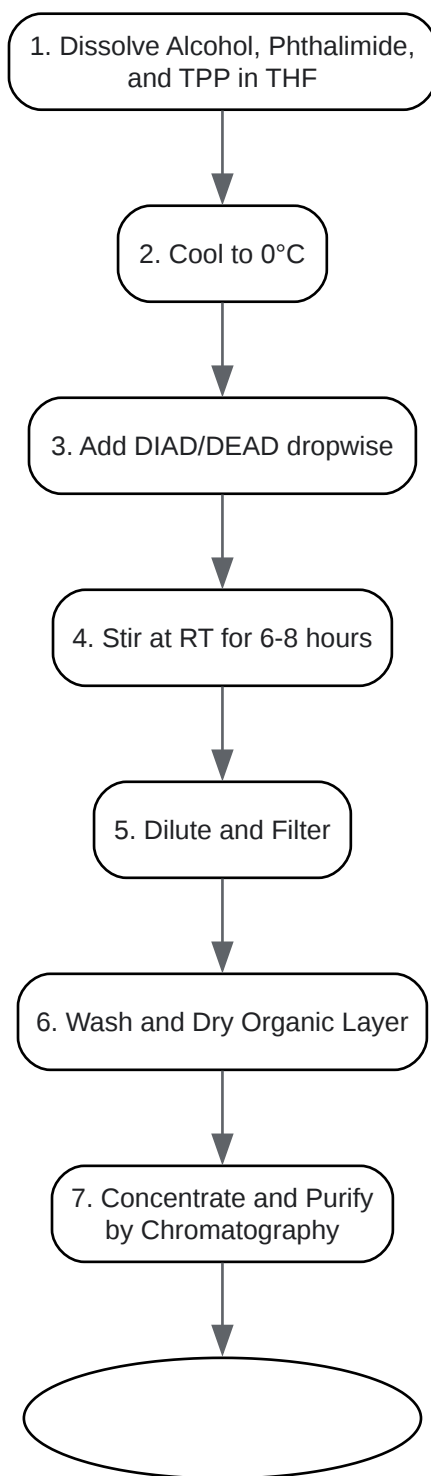 1. Dissolve Alcohol, Phthalimide,
and TPP in THF
2. Cool to 0°C
3. Add DIAD/DEAD dropwise
4. Stir at RT for 6-8 hours
5. Dilute and Filter
6. Wash and Dry Organic Layer
7. Concentrate and Purify
by Chromatography